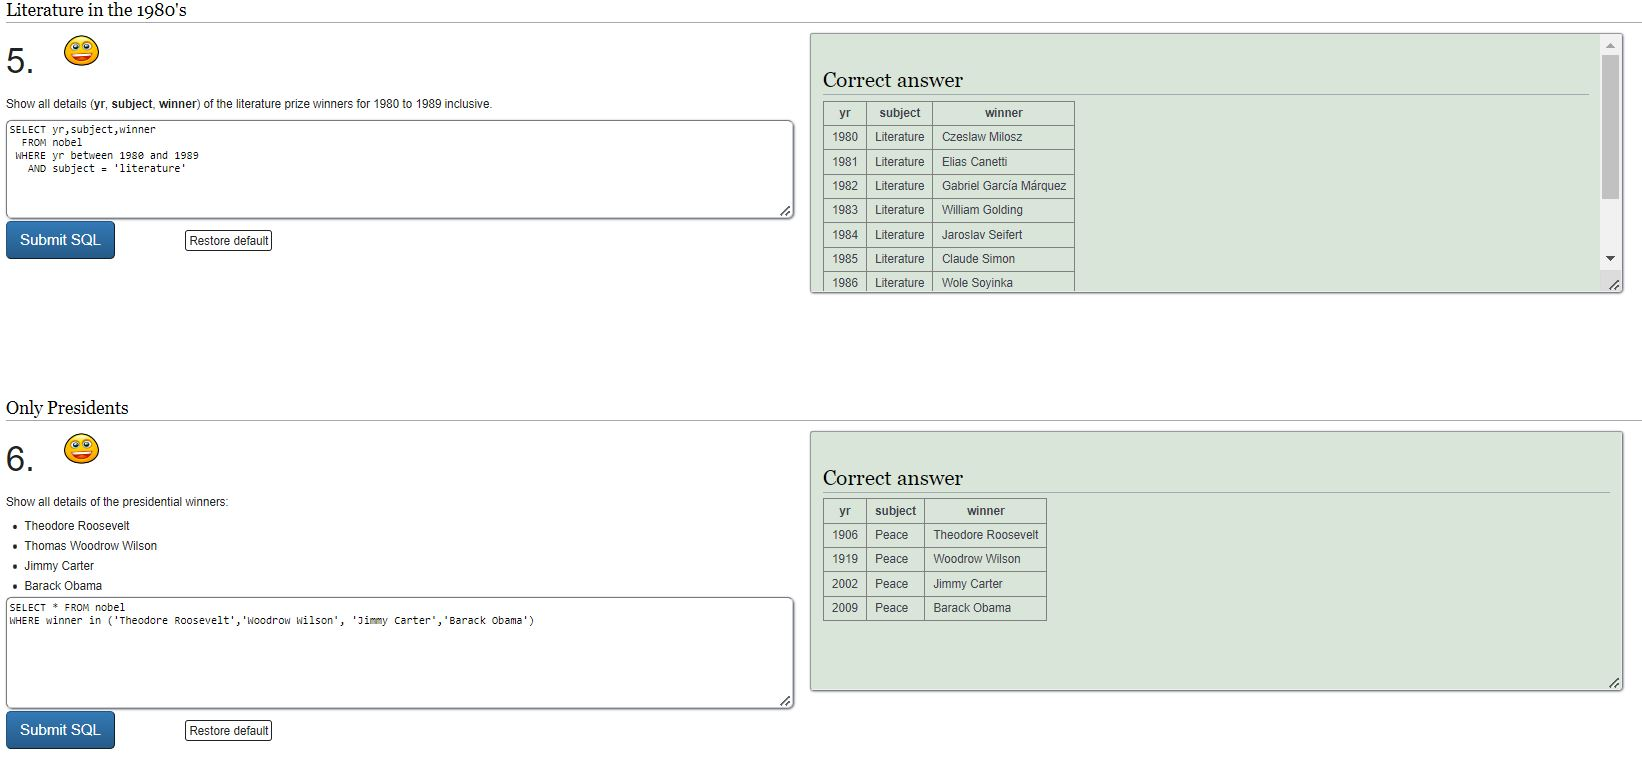 Literature in the 1980's
5.
Show all details (yr, subject, winner) of the literature prize winners for 1980 to 1989 inclusive.
SELECT yr,subject,winner
FROM nobel
WHERE yr between 1980 and 1989
AND subject = 'literature'
Submit SQL
Restore default
Correct answer
yr subject winner
1980 Literature Czeslaw Milosz
1981 Literature Elias Canetti
1982 Literature Gabriel García Márquez
1983 Literature William Golding
1984 Literature Jaroslav Seifert
1985 Literature Claude Simon
1986 Literature Wole Soyinka
Only Presidents
6.
Show all details of the presidential winners:
• Theodore Roosevelt
• Thomas Woodrow Wilson
• Jimmy Carter
• Barack Obama
SELECT * FROM nobel
WHERE winner in ('Theodore Roosevelt','Woodrow Wilson', 'Jimmy Carter','Barack Obama')
Submit SQL
Restore default
Correct answer
yr subject winner
1906 Peace Theodore Roosevelt
1919 Peace Woodrow Wilson
2002 Peace Jimmy Carter
2009 Peace Barack Obama